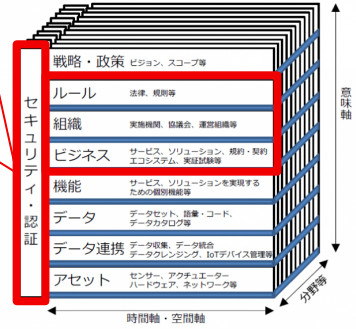 セキュリティ・認証
戦略・政策 ビジョン、スコープ等
ルール 法律、規則等
組織 実施機関、協議会、運営組織等
ビジネス サービス、ソリューション、規約・契約
エコシステム、実証試験等
機能 サービス、ソリューションを実現する
ための個別機能等
データ データセット、語彙・コード、
データカタログ等
データ連携 データ収集、データ統合
データクレンジング、IoTデバイス管理等
アセット センサー、アクチュエーター
ハードウェア、ネットワーク等
意味軸
分野等
時間軸・空間軸